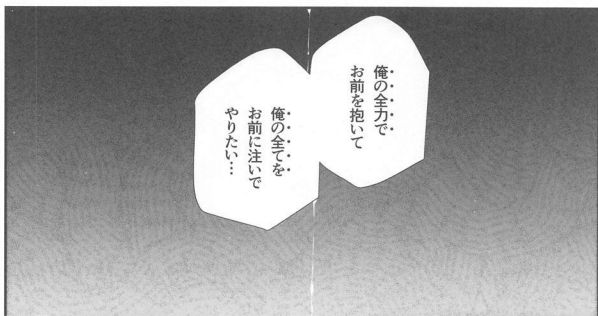 俺の全力で
お前を抱いて
俺の全てを
お前に注いで
やりたい…